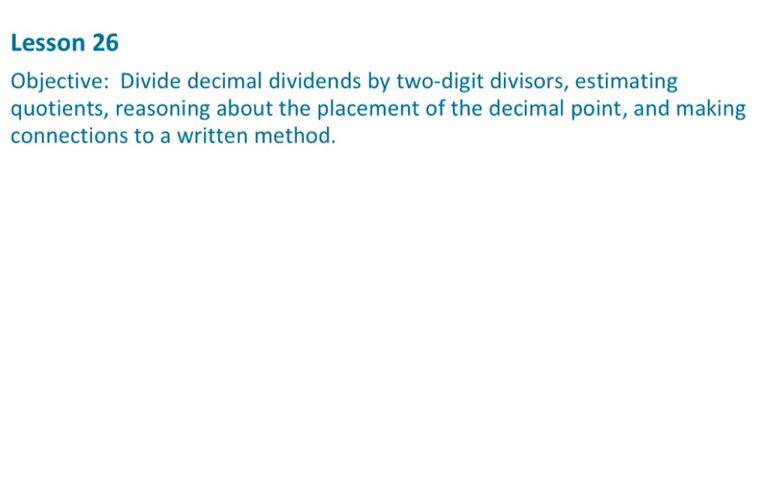 Lesson 26
Objective:  Divide decimal dividends by two-digit divisors, estimating
quotients, reasoning about the placement of the decimal point, and making
connections to a written method.